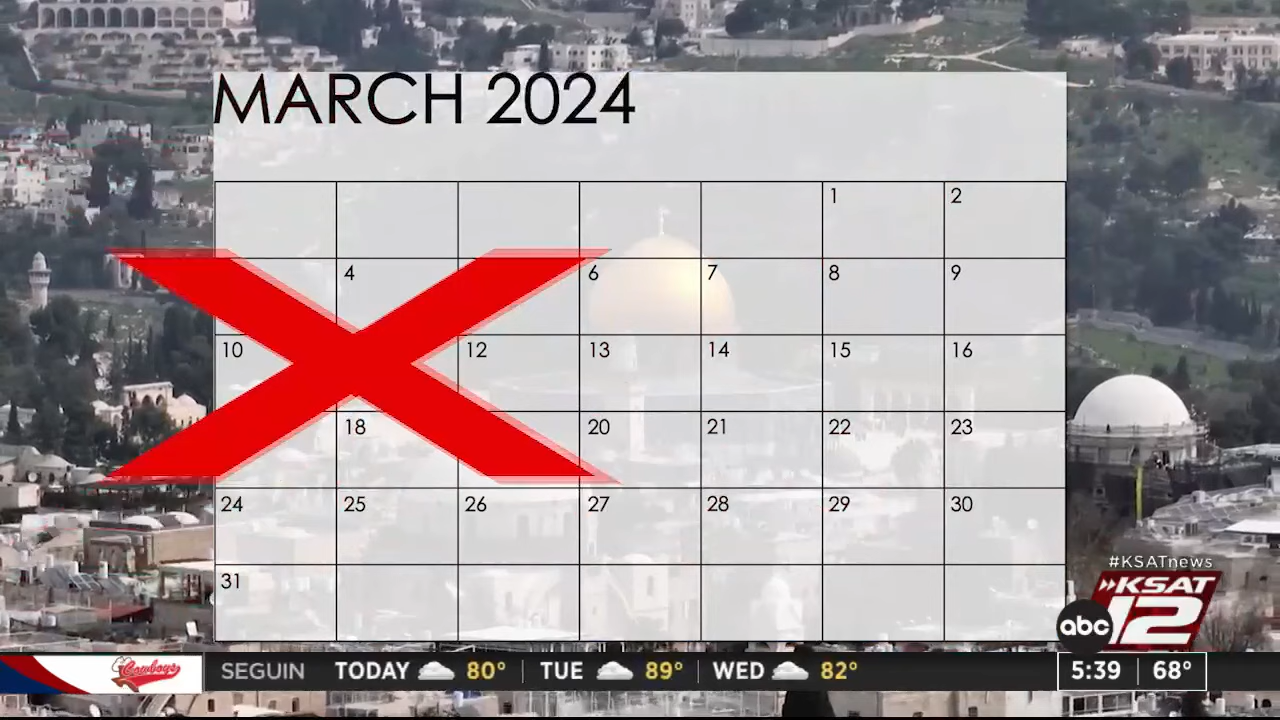 MARCH 2024
1 2
4 6 7 8 9
10 12 13 14 15 16
18 20 21 22 23
24 25 26 27 28 29 30
31
#KSATnews
KSAT
abc 12
Cowboys SEGUIN TODAY 80° TUE 89° WED 82° 5:39 68°